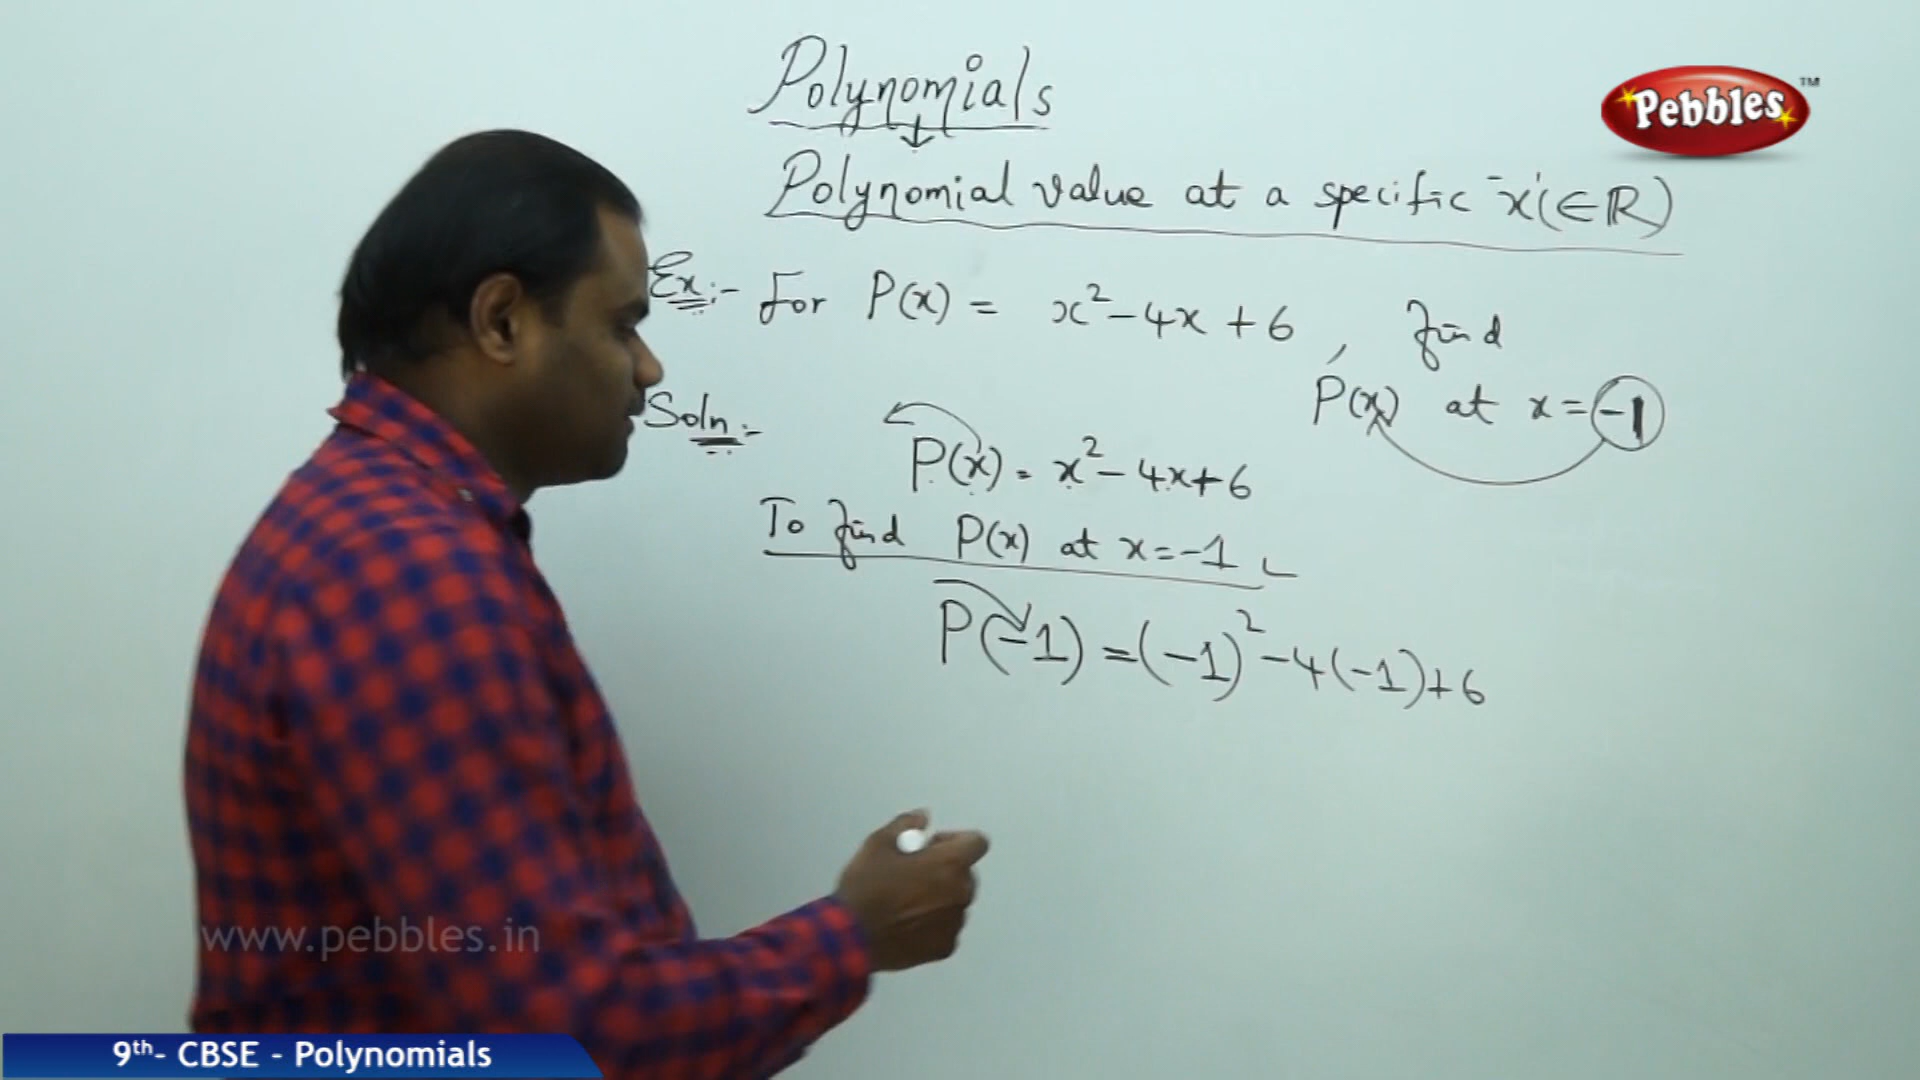 Polynomials
Pebbles™
Polynomial value at a specific 'x' (∈ℝ)
Ex:- For P(x) = x² - 4x + 6 , find
P(x) at x = -1
Soln:-
P(x) = x² - 4x + 6
To find P(x) at x = -1
P(-1) = (-1)² - 4(-1) + 6
www.pebbles.in
9th- CBSE - Polynomials